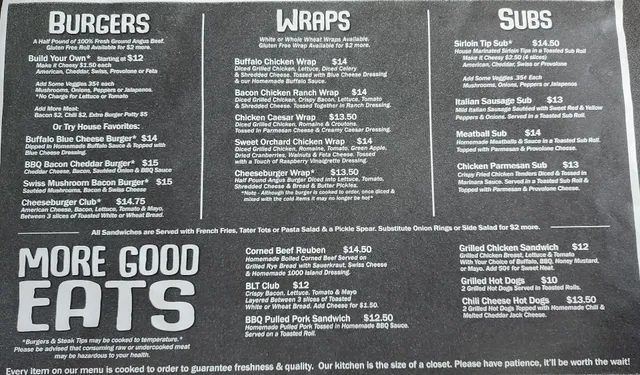 BURGERS
A Half Pound of 100% Fresh Ground Angus Beef.
Gluten Free Roll Available for $2 more.
Build Your Own* Starting at $12
Make it Cheesy $1.50 each
American, Cheddar, Swiss, Provolone or Feta
Add Some Veggies 35¢ each
Mushrooms, Onions, Peppers or Jalapenos.
*No Charge for Lettuce or Tomato
Add More Meat:
Bacon $2, Chili $2, Extra Burger Patty $5
Or Try House Favorites:
Buffalo Blue Cheese Burger* $14
Dipped in Homemade Buffalo Sauce & Topped with
Blue Cheese Dressing.
BBQ Bacon Cheddar Burger* $15
Cheddar Cheese, Bacon, Sautéed Onion & BBQ Sauce
Swiss Mushroom Bacon Burger* $15
Sautéed Mushrooms, Bacon & Swiss Cheese
Cheeseburger Club* $14.75
American Cheese, Bacon, Lettuce, Tomato & Mayo,
Between 3 slices of Toasted White or Wheat Bread.
WRAPS
White or Whole Wheat Wraps Available.
Gluten Free Wrap Available for $2 more.
Buffalo Chicken Wrap $14
Diced Grilled Chicken, Lettuce, Diced Celery
& Shredded Cheese. Tossed with Blue Cheese Dressing
& our Homemade Buffalo Sauce.
Bacon Chicken Ranch Wrap $14
Diced Grilled Chicken, Crispy Bacon, Lettuce, Tomato
& Shredded Cheese. Tossed Together in Ranch Dressing.
Chicken Caesar Wrap $13.50
Diced Grilled Chicken, Romaine & Croutons.
Tossed in Parmesan Cheese & Creamy Caesar Dressing.
Sweet Orchard Chicken Wrap $14
Diced Grilled Chicken, Romaine, Tomato, Green Apple,
Dried Cranberries, Walnuts & Feta Cheese. Tossed
with a Touch of Raspberry Vinaigrette Dressing.
Cheeseburger Wrap* $13.50
Half Pound Angus Burger Diced into Lettuce, Tomato,
Shredded Cheese & Bread & Butter Pickles.
*Note - Although the burger is cooked to order, once diced &
mixed with the cold items it may no longer be hot*
SUBS
Sirloin Tip Sub* $14.50
House Marinated Sirloin Tips in a Toasted Sub Roll
Make it Cheesy $2.50 (4 slices)
American, Cheddar, Swiss or Provolone
Add Some Veggies .35¢ Each
Mushrooms, Onions, Peppers or Jalapenos.
Italian Sausage Sub $13
Mild Italian Sausage Sautéed with Sweet Red & Yellow
Peppers & Onions. Served in a Toasted Sub Roll.
Meatball Sub $14
Homemade Meatballs & Sauce in a Toasted Sub Roll.
Topped with Parmesan & Provolone Cheese.
Chicken Parmesan Sub $13
Crispy Fried Chicken Tenders Diced & Tossed in
Marinara Sauce. Served in a Toasted Sub Roll &
Topped with Parmesan & Provolone Cheese.
All Sandwiches are Served with French Fries, Tater Tots or Pasta Salad & a Pickle Spear. Substitute Onion Rings or Side Salad for $2 more.
MORE GOOD
EATS
*Burgers & Steak Tips may be cooked to temperature.*
Please be advised that consuming raw or undercooked meat
may be hazardous to your health.
Corned Beef Reuben $14.50
Homemade Boiled Corned Beef Served on
Grilled Rye Bread with Sauerkraut, Swiss Cheese
& Homemade 1000 Island Dressing.
BLT Club $12
Crispy Bacon, Lettuce, Tomato & Mayo
Layered Between 3 slices of Toasted
White or Wheat Bread. Add Cheese for $1.50.
BBQ Pulled Pork Sandwich $12.50
Homemade Pulled Pork Tossed in Homemade BBQ Sauce.
Served on a Toasted Roll.
Grilled Chicken Sandwich $12
Grilled Chicken Breast, Lettuce & Tomato
With Your Choice of Buffalo, BBQ, Honey Mustard,
or Mayo. Add 50¢ for Sweet Heat.
Grilled Hot Dogs $10
2 Grilled Hot Dogs Served in Toasted Rolls.
Chili Cheese Hot Dogs $13.50
2 Grilled Hot Dogs Topped with Homemade Chili &
Melted Cheddar Jack Cheese.
Every item on our menu is cooked to order to guarantee freshness & quality. Our kitchen is the size of a closet. Please have patience, it'll be worth the wait!